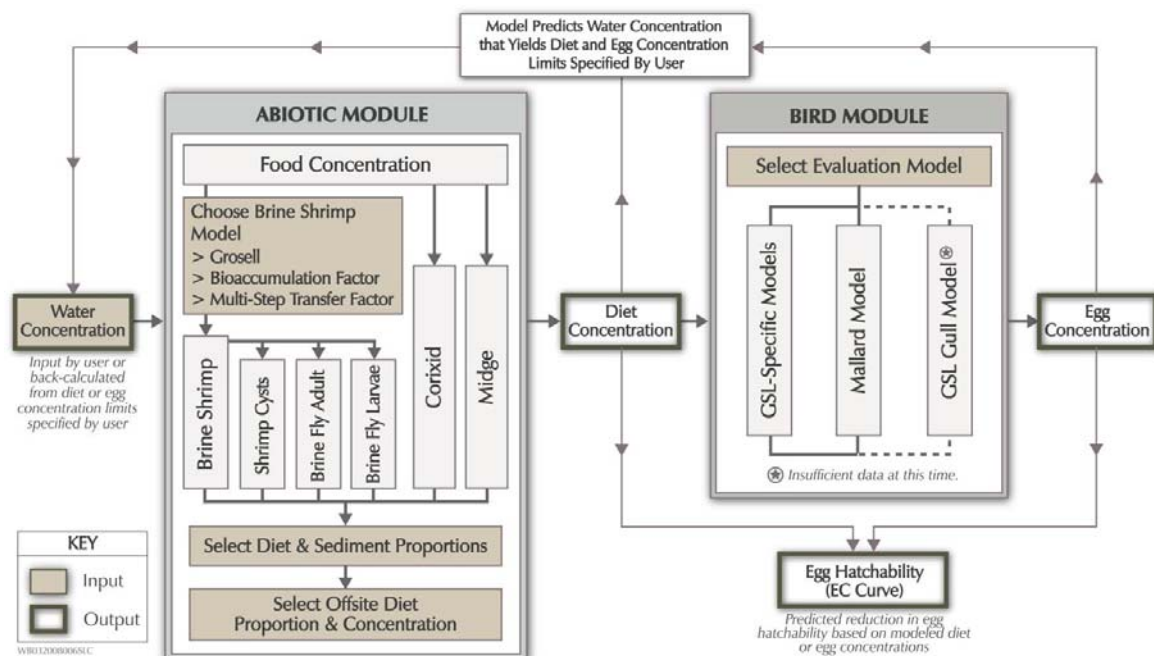 Model Predicts Water Concentration
that Yields Diet and Egg Concentration
Limits Specified By User
ABIOTIC MODULE
Food Concentration
Choose Brine Shrimp
Model
> Grosell
> Bioaccumulation Factor
> Multi-Step Transfer Factor
Brine Shrimp
Shrimp Cysts
Brine Fly Adult
Brine Fly Larvae
Corixid
Midge
Select Diet & Sediment Proportions
Select Offsite Diet
Proportion & Concentration
Water
Concentration
Input by user or
back-calculated
from diet or egg
concentration limits
specified by user
Diet
Concentration
BIRD MODULE
Select Evaluation Model
GSL-Specific Models
Mallard Model
GSL Gull Model⍟
⍟ Insufficient data at this time.
Egg
Concentration
Egg Hatchability
(EC Curve)
Predicted reduction in egg
hatchability based on modeled diet
or egg concentrations
KEY
Input
Output
WB032008006SLC